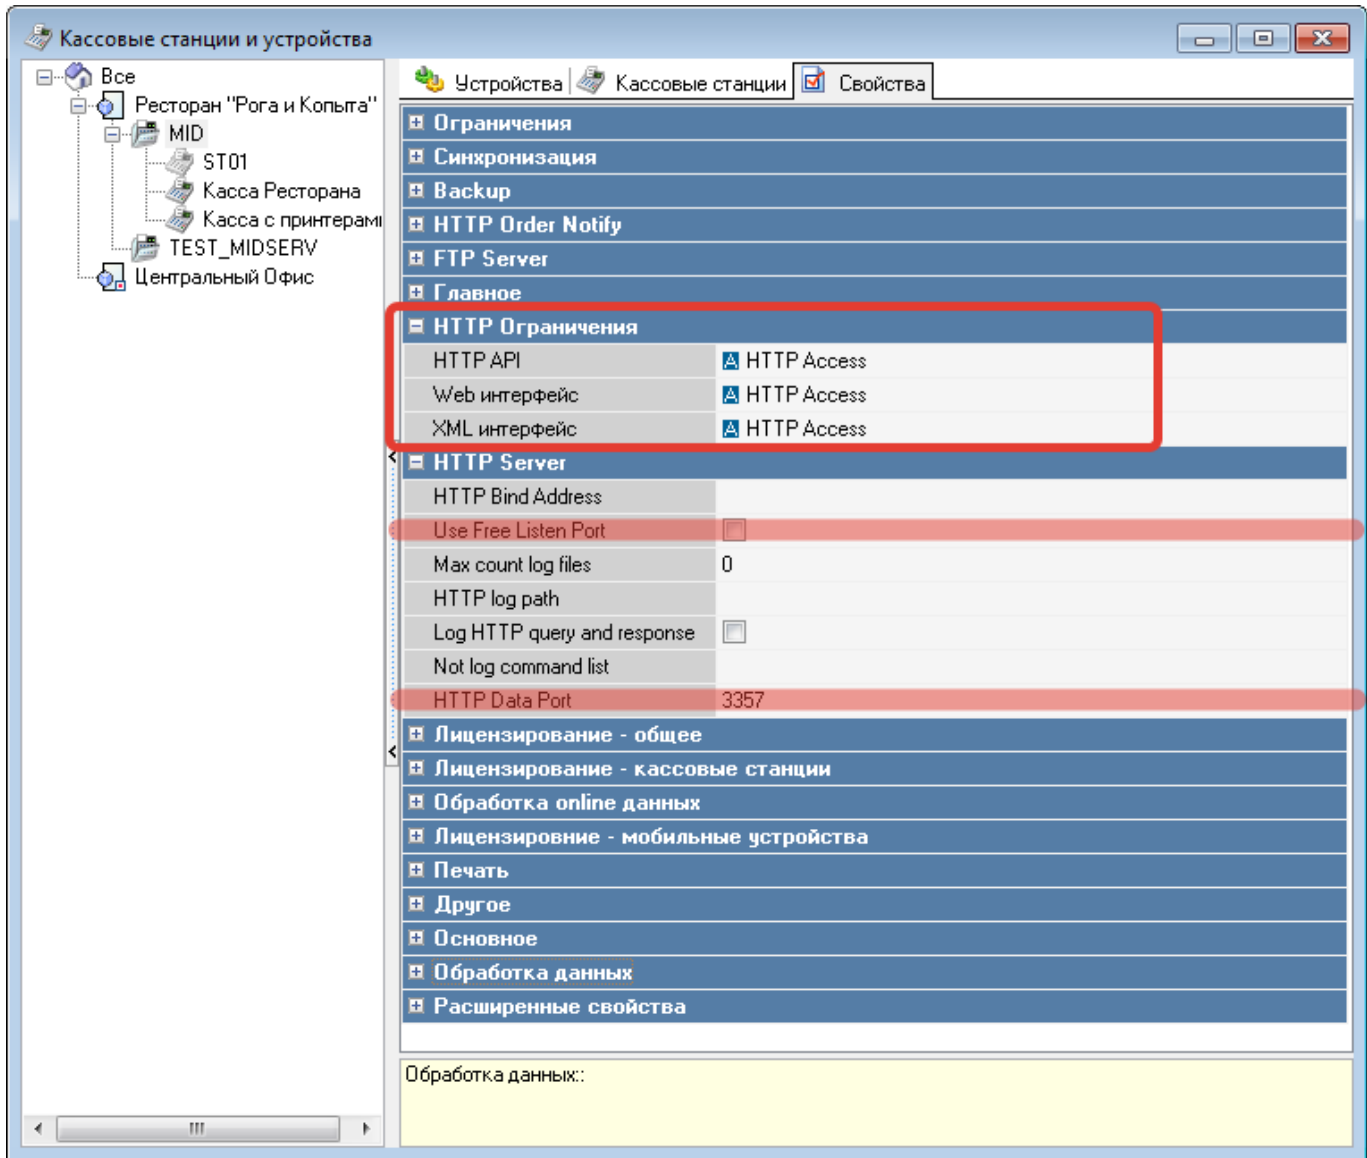 Кассовые станции и устройства
Все
Ресторан "Рога и Копыта"
MID
ST01
Касса Ресторана
Касса с принтерами
TEST_MIDSERV
Центральный Офис
Устройства Кассовые станции Свойства
Ограничения
Синхронизация
Backup
HTTP Order Notify
FTP Server
Главное
HTTP Ограничения
HTTP API A HTTP Access
Web интерфейс A HTTP Access
XML интерфейс A HTTP Access
HTTP Server
HTTP Bind Address
Use Free Listen Port
Max count log files 0
HTTP log path
Log HTTP query and response
Not log command list
HTTP Data Port 3357
Лицензирование - общее
Лицензирование - кассовые станции
Обработка online данных
Лицензировние - мобильные устройства
Печать
Другое
Основное
Обработка данных
Расширенные свойства
Обработка данных::